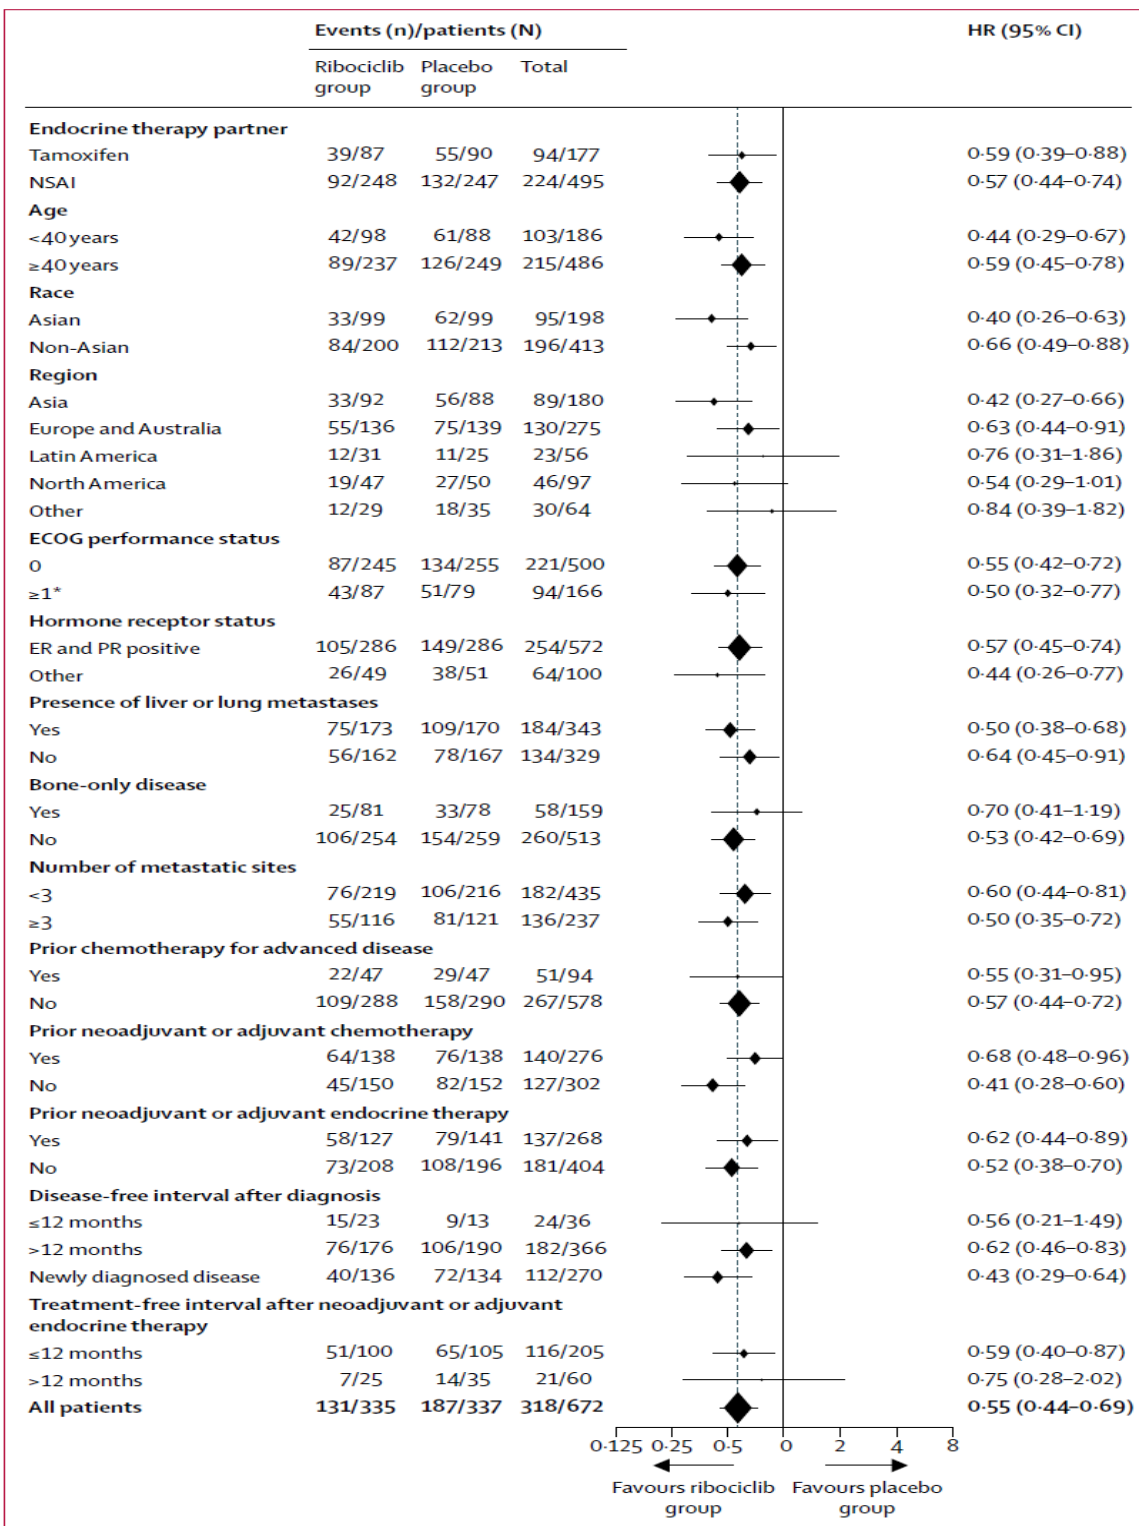 Events (n)/patients (N) HR (95% CI)
Ribociclib group Placebo group Total
Endocrine therapy partner
Tamoxifen 39/87 55/90 94/177 0·59 (0·39–0·88)
NSAI 92/248 132/247 224/495 0·57 (0·44–0·74)
Age
<40 years 42/98 61/88 103/186 0·44 (0·29–0·67)
≥40 years 89/237 126/249 215/486 0·59 (0·45–0·78)
Race
Asian 33/99 62/99 95/198 0·40 (0·26–0·63)
Non-Asian 84/200 112/213 196/413 0·66 (0·49–0·88)
Region
Asia 33/92 56/88 89/180 0·42 (0·27–0·66)
Europe and Australia 55/136 75/139 130/275 0·63 (0·44–0·91)
Latin America 12/31 11/25 23/56 0·76 (0·31–1·86)
North America 19/47 27/50 46/97 0·54 (0·29–1·01)
Other 12/29 18/35 30/64 0·84 (0·39–1·82)
ECOG performance status
0 87/245 134/255 221/500 0·55 (0·42–0·72)
≥1* 43/87 51/79 94/166 0·50 (0·32–0·77)
Hormone receptor status
ER and PR positive 105/286 149/286 254/572 0·57 (0·45–0·74)
Other 26/49 38/51 64/100 0·44 (0·26–0·77)
Presence of liver or lung metastases
Yes 75/173 109/170 184/343 0·50 (0·38–0·68)
No 56/162 78/167 134/329 0·64 (0·45–0·91)
Bone-only disease
Yes 25/81 33/78 58/159 0·70 (0·41–1·19)
No 106/254 154/259 260/513 0·53 (0·42–0·69)
Number of metastatic sites
<3 76/219 106/216 182/435 0·60 (0·44–0·81)
≥3 55/116 81/121 136/237 0·50 (0·35–0·72)
Prior chemotherapy for advanced disease
Yes 22/47 29/47 51/94 0·55 (0·31–0·95)
No 109/288 158/290 267/578 0·57 (0·44–0·72)
Prior neoadjuvant or adjuvant chemotherapy
Yes 64/138 76/138 140/276 0·68 (0·48–0·96)
No 45/150 82/152 127/302 0·41 (0·28–0·60)
Prior neoadjuvant or adjuvant endocrine therapy
Yes 58/127 79/141 137/268 0·62 (0·44–0·89)
No 73/208 108/196 181/404 0·52 (0·38–0·70)
Disease-free interval after diagnosis
≤12 months 15/23 9/13 24/36 0·56 (0·21–1·49)
>12 months 76/176 106/190 182/366 0·62 (0·46–0·83)
Newly diagnosed disease 40/136 72/134 112/270 0·43 (0·29–0·64)
Treatment-free interval after neoadjuvant or adjuvant
endocrine therapy
≤12 months 51/100 65/105 116/205 0·59 (0·40–0·87)
>12 months 7/25 14/35 21/60 0·75 (0·28–2·02)
All patients 131/335 187/337 318/672 0·55 (0·44–0·69)
0·125 0·25 0·5 0 2 4 8
Favours ribociclib group Favours placebo group